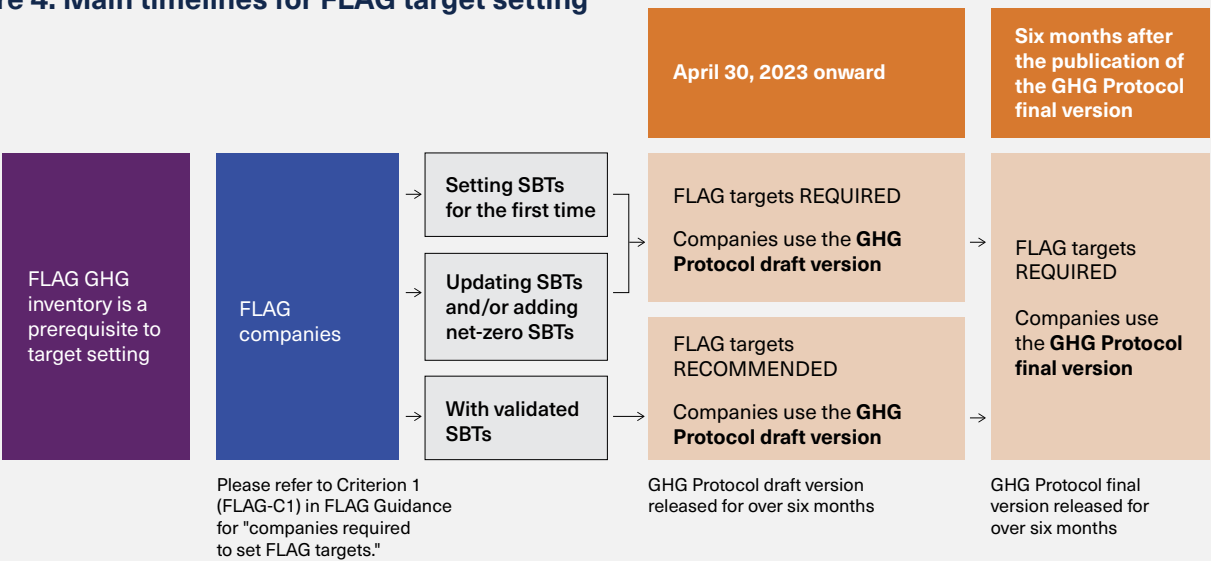 re 4. Main timelines for FLAG target setting
April 30, 2023 onward
Six months after
the publication of
the GHG Protocol
final version
FLAG GHG
inventory is a
prerequisite to
target setting
FLAG
companies
Setting SBTs
for the first time
Updating SBTs
and/or adding
net-zero SBTs
With validated
SBTs
FLAG targets REQUIRED
Companies use the GHG
Protocol draft version
FLAG targets
RECOMMENDED
Companies use the GHG
Protocol draft version
FLAG targets
REQUIRED
Companies use
the GHG Protocol
final version
Please refer to Criterion 1
(FLAG-C1) in FLAG Guidance
for "companies required
to set FLAG targets."
GHG Protocol draft version
released for over six months
GHG Protocol final
version released for
over six months